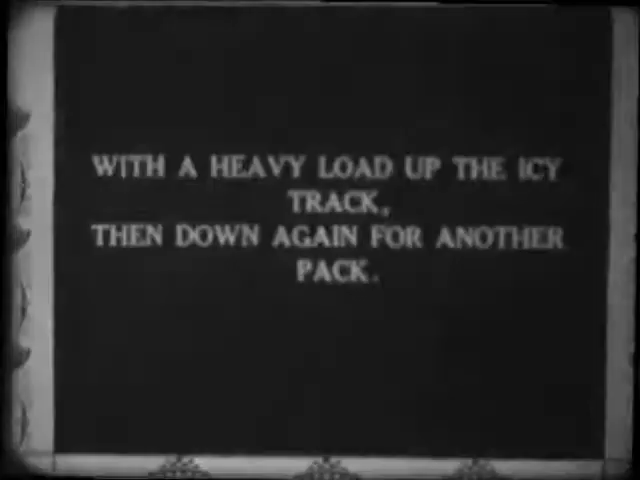 WITH A HEAVY LOAD UP THE ICY
TRACK,
THEN DOWN AGAIN FOR ANOTHER
PACK.